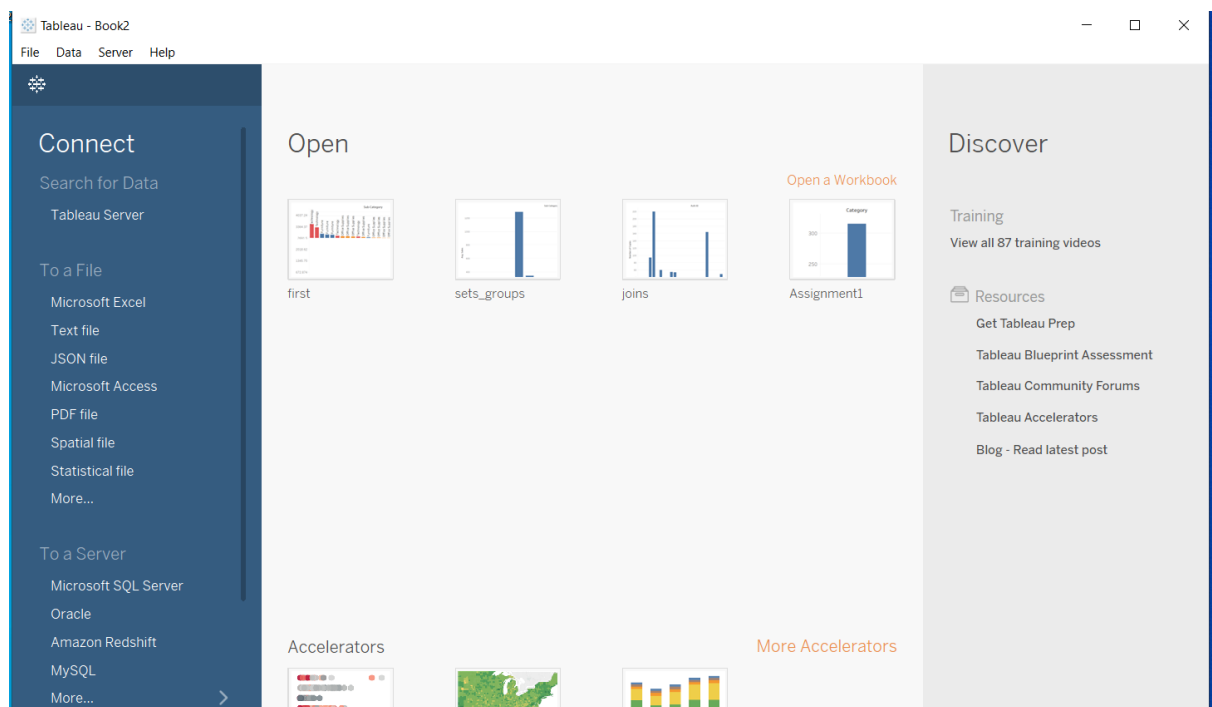 Tableau - Book2
File Data Server Help
Connect
Search for Data
Tableau Server
To a File
Microsoft Excel
Text file
JSON file
Microsoft Access
PDF file
Spatial file
Statistical file
More...
To a Server
Microsoft SQL Server
Oracle
Amazon Redshift
MySQL
More...
Open
Open a Workbook
Category
300
250
first
sets_groups
joins
Assignment1
Accelerators
More Accelerators
Discover
Training
View all 87 training videos
Resources
Get Tableau Prep
Tableau Blueprint Assessment
Tableau Community Forums
Tableau Accelerators
Blog - Read latest post